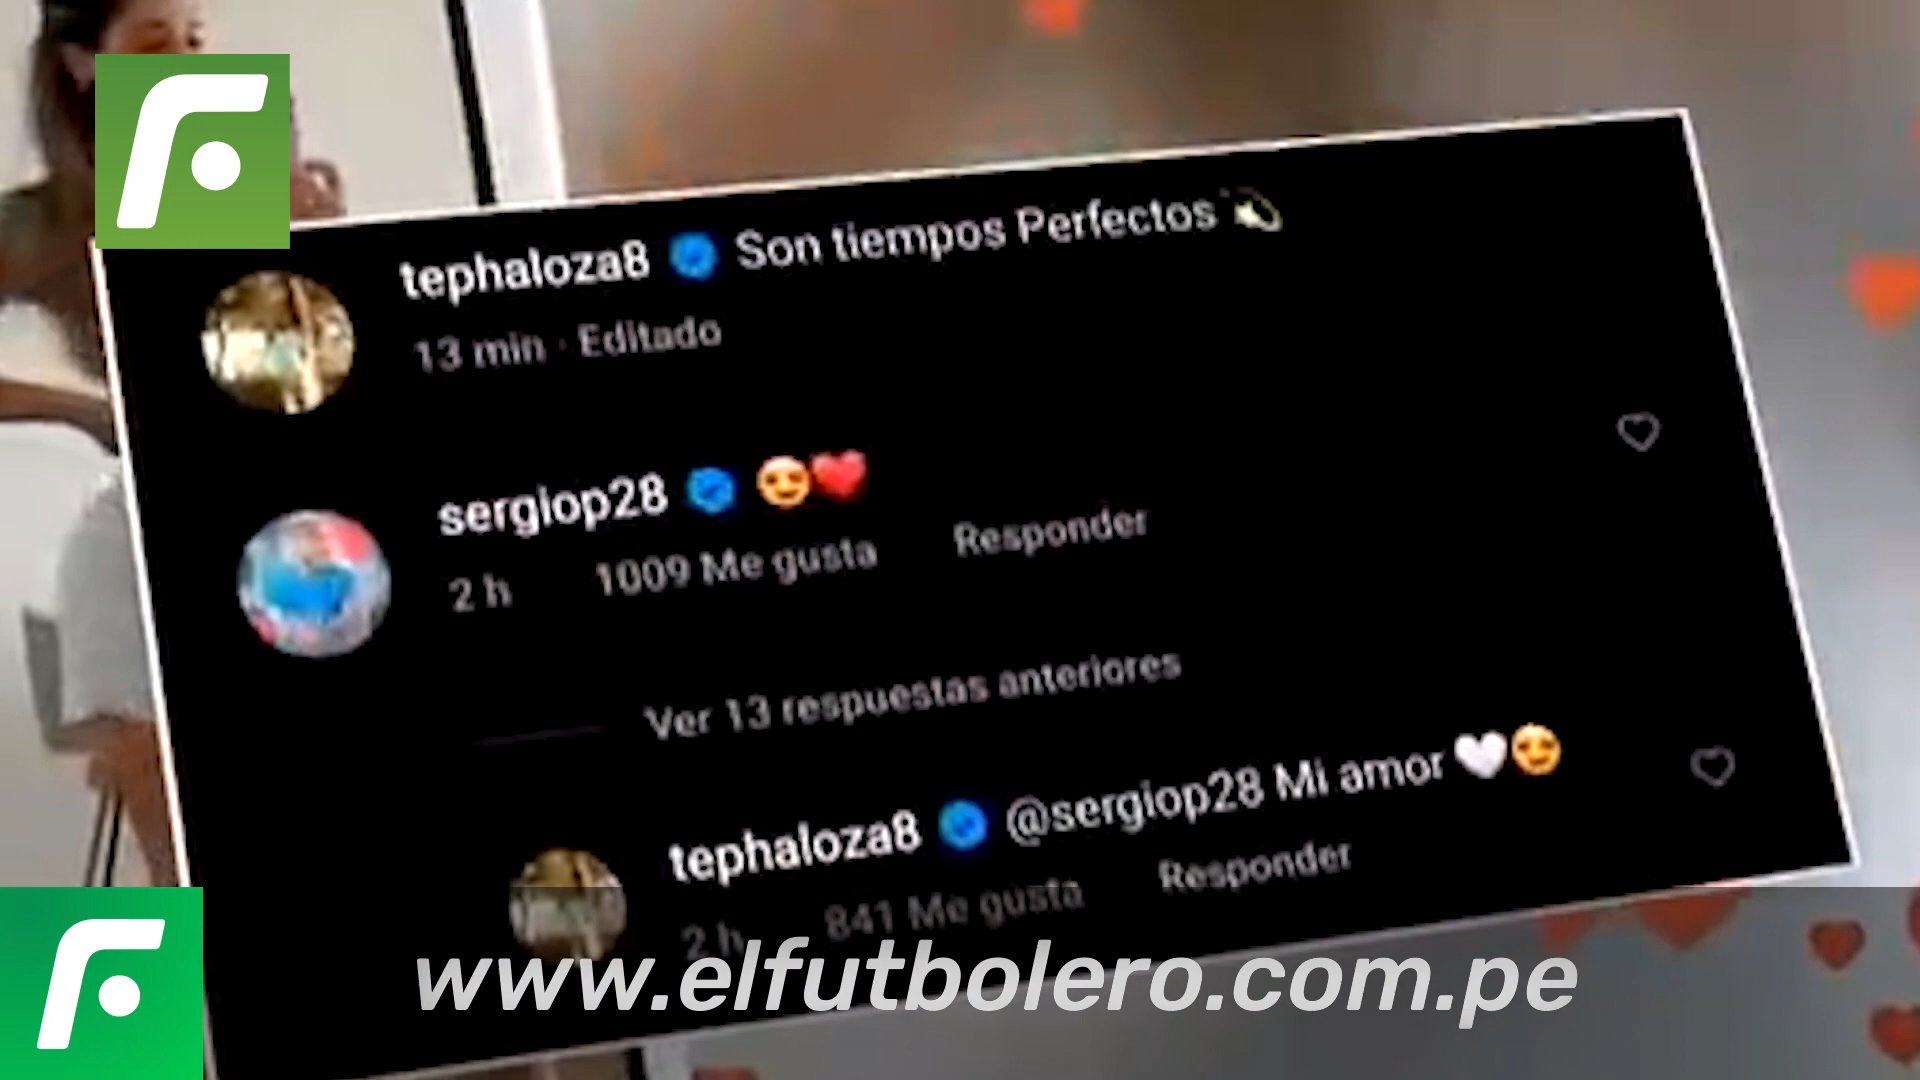 tephaloza8 Son tiempos Perfectos
13 min · Editado
sergiop28 😍❤️
2 h 1009 Me gusta Responder
Ver 13 respuestas anteriores
tephaloza8 @sergiop28 Mi amor 🤍😍
2 h 841 Me gusta Responder
www.elfutbolero.com.pe